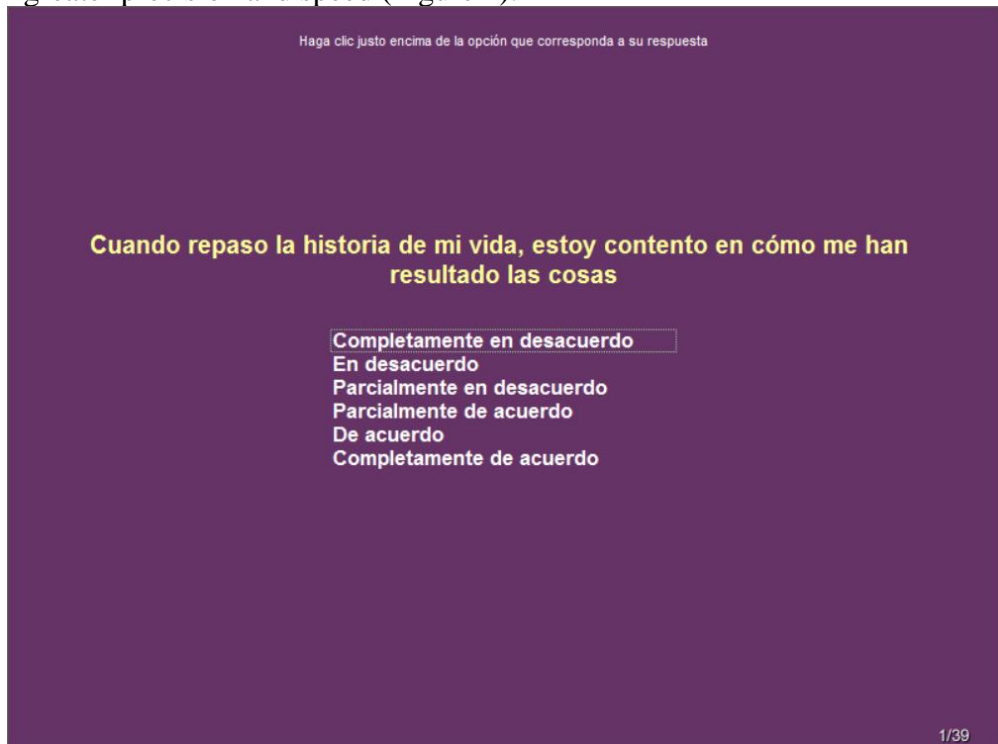 Haga clic justo encima de la opción que corresponda a su respuesta
Cuando repaso la historia de mi vida, estoy contento en cómo me han
resultado las cosas
Completamente en desacuerdo
En desacuerdo
Parcialmente en desacuerdo
Parcialmente de acuerdo
De acuerdo
Completamente de acuerdo
1/39